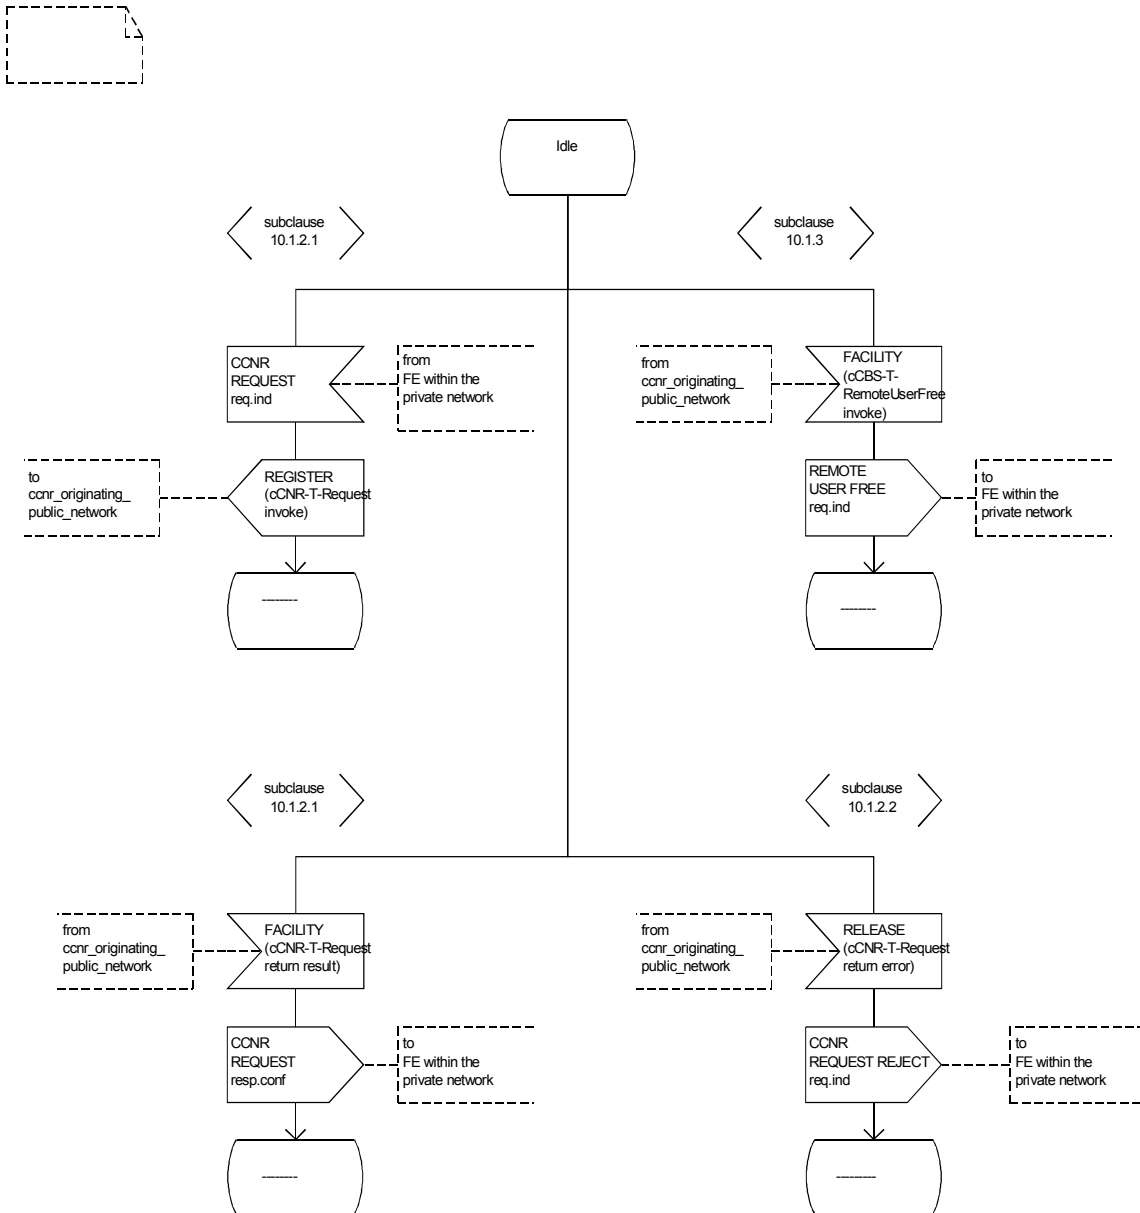 Idle
subclause
10.1.2.1
subclause
10.1.3
CCNR
REQUEST
req.ind
from
FE within the
private network
from
ccnr_originating_
public_network
FACILITY
(cCBS-T-
RemoteUserFree
invoke)
to
ccnr_originating_
public_network
REGISTER
(cCNR-T-Request
invoke)
REMOTE
USER FREE
req.ind
to
FE within the
private network
--------
--------
subclause
10.1.2.1
subclause
10.1.2.2
from
ccnr_originating_
public_network
FACILITY
(cCNR-T-Request
return result)
from
ccnr_originating_
public_network
RELEASE
(cCNR-T-Request
return error)
CCNR
REQUEST
resp.conf
to
FE within the
private network
CCNR
REQUEST REJECT
req.ind
to
FE within the
private network
--------
--------